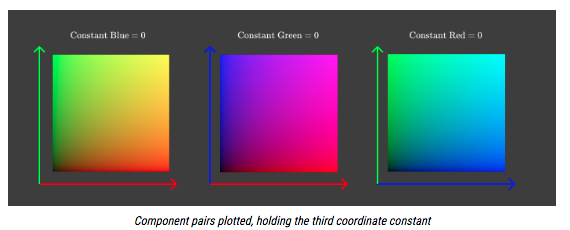 Constant Blue = 0 Constant Green = 0 Constant Red = 0
Component pairs plotted, holding the third coordinate constant